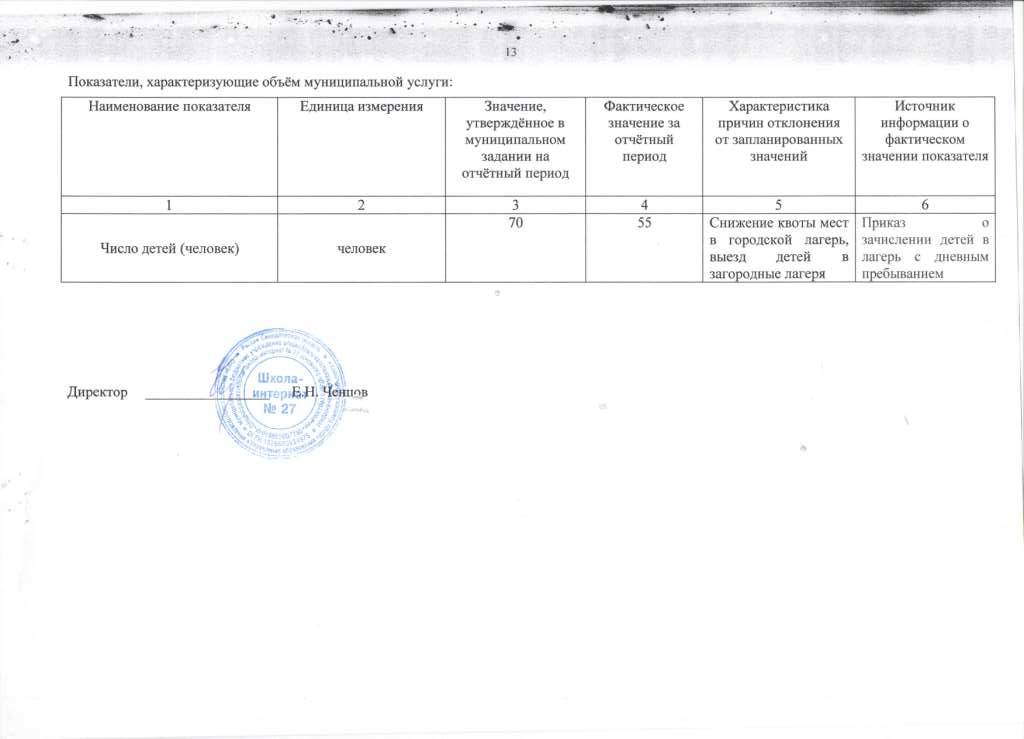 13
Показатели, характеризующие объём муниципальной услуги:
Наименование показателя
Единица измерения
Значение,
утверждённое в
муниципальном
задании на
отчётный период
Фактическое
значение за
отчётный
период
Характеристика
причин отклонения
от запланированных
значений
Источник
информации о
фактическом
значении показателя
1
2
3
4
5
6
Число детей (человек)
человек
70
55
Снижение квоты мест
в городской лагерь,
выезд детей в
загородные лагеря
Приказ о
зачислении детей в
лагерь с дневным
пребыванием
Директор
Е.Н. Ченцов
Школа-
интернат
№ 27